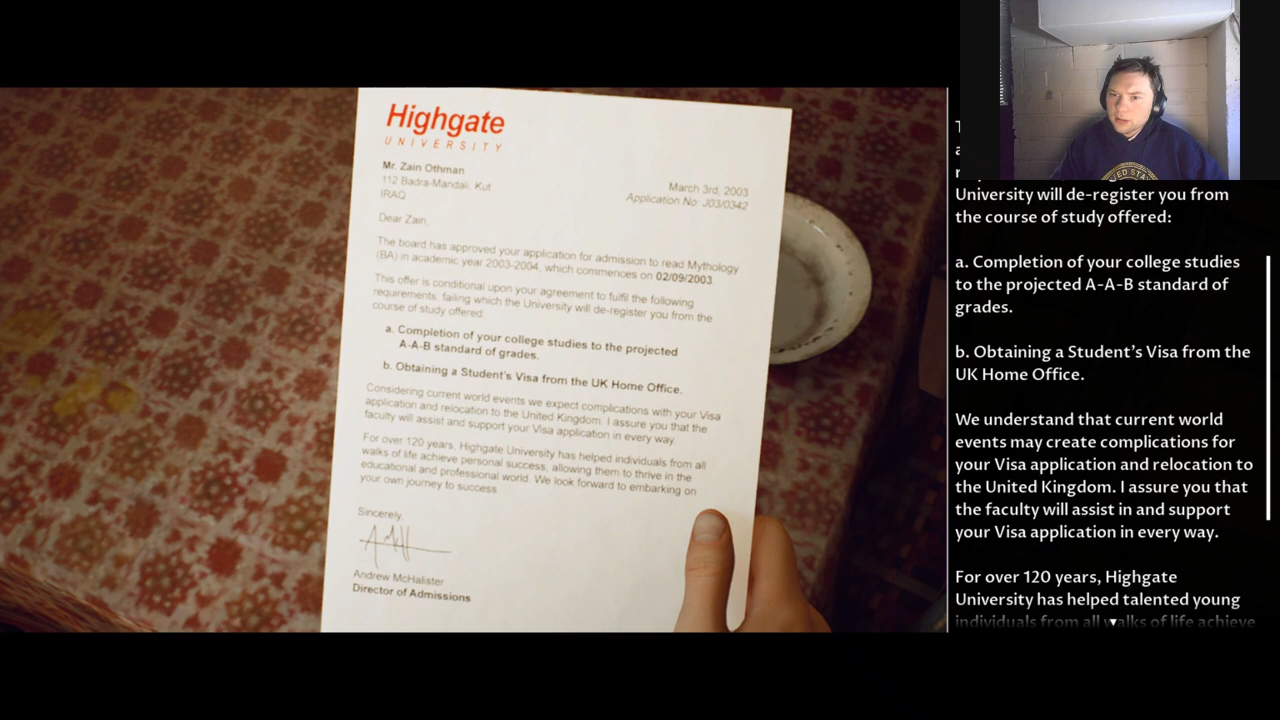 Highgate
UNIVERSITY
Mr. Zain Othman
112 Badra-Mandali, Kut
IRAQ
March 3rd, 2003
Application No: J03/0342
Dear Zain,
The board has approved your application for admission to read Mythology
(BA) in academic year 2003-2004, which commences on 02/09/2003.
This offer is conditional upon your agreement to fulfil the following
requirements, failing which the University will de-register you from the
course of study offered:
a. Completion of your college studies to the projected
A-A-B standard of grades.
b. Obtaining a Student's Visa from the UK Home Office.
Considering current world events we expect complications with your Visa
application and relocation to the United Kingdom. I assure you that the
faculty will assist and support your Visa application in every way.
For over 120 years, Highgate University has helped individuals from all
walks of life achieve personal success, allowing them to thrive in the
educational and professional world. We look forward to embarking on
your own journey to success.
Sincerely,
Andrew McHalister
Director of Admissions
University will de-register you from
the course of study offered:
a. Completion of your college studies
to the projected A-A-B standard of
grades.
b. Obtaining a Student's Visa from the
UK Home Office.
We understand that current world
events may create complications for
your Visa application and relocation to
the United Kingdom. I assure you that
the faculty will assist in and support
your Visa application in every way.
For over 120 years, Highgate
University has helped talented young
individuals from all walks of life achieve